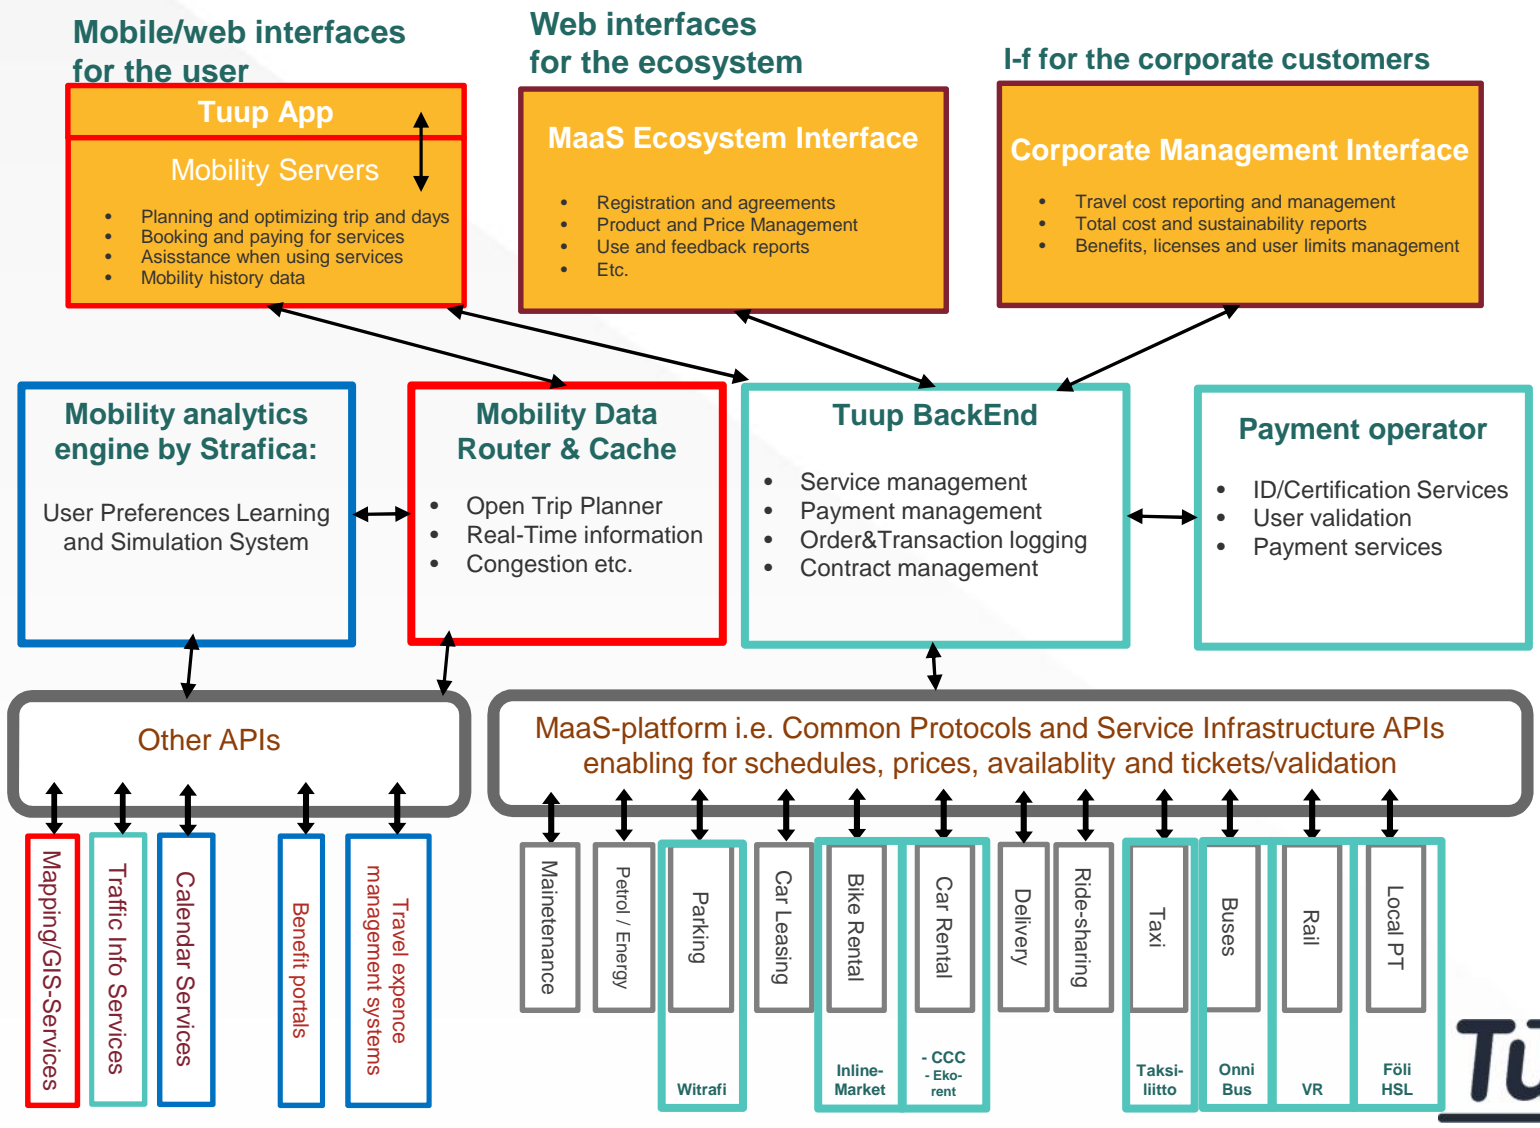 Mobile/web interfaces
for the user
Web interfaces
for the ecosystem
I-f for the corporate customers
Tuup App
Mobility Servers
• Planning and optimizing trip and days
• Booking and paying for services
• Asisstance when using services
• Mobility history data
MaaS Ecosystem Interface
• Registration and agreements
• Product and Price Management
• Use and feedback reports
• Etc.
Corporate Management Interface
• Travel cost reporting and management
• Total cost and sustainability reports
• Benefits, licenses and user limits management
Mobility analytics
engine by Strafica:
User Preferences Learning
and Simulation System
Mobility Data
Router & Cache
• Open Trip Planner
• Real-Time information
• Congestion etc.
Tuup BackEnd
• Service management
• Payment management
• Order&Transaction logging
• Contract management
Payment operator
• ID/Certification Services
• User validation
• Payment services
Other APIs
MaaS-platform i.e. Common Protocols and Service Infrastructure APIs
enabling for schedules, prices, availablity and tickets/validation
Mapping/GIS-Services
Traffic Info Services
Calendar Services
Benefit portals
Travel expence
management systems
Mainetenance
Petrol / Energy
Parking
Car Leasing
Bike Rental
Car Rental
Delivery
Ride-sharing
Taxi
Buses
Rail
Local PT
Witrafi
Inline-
Market
- CCC
- Eko-
rent
Taksi-
liitto
Onni
Bus
VR
Föli
HSL